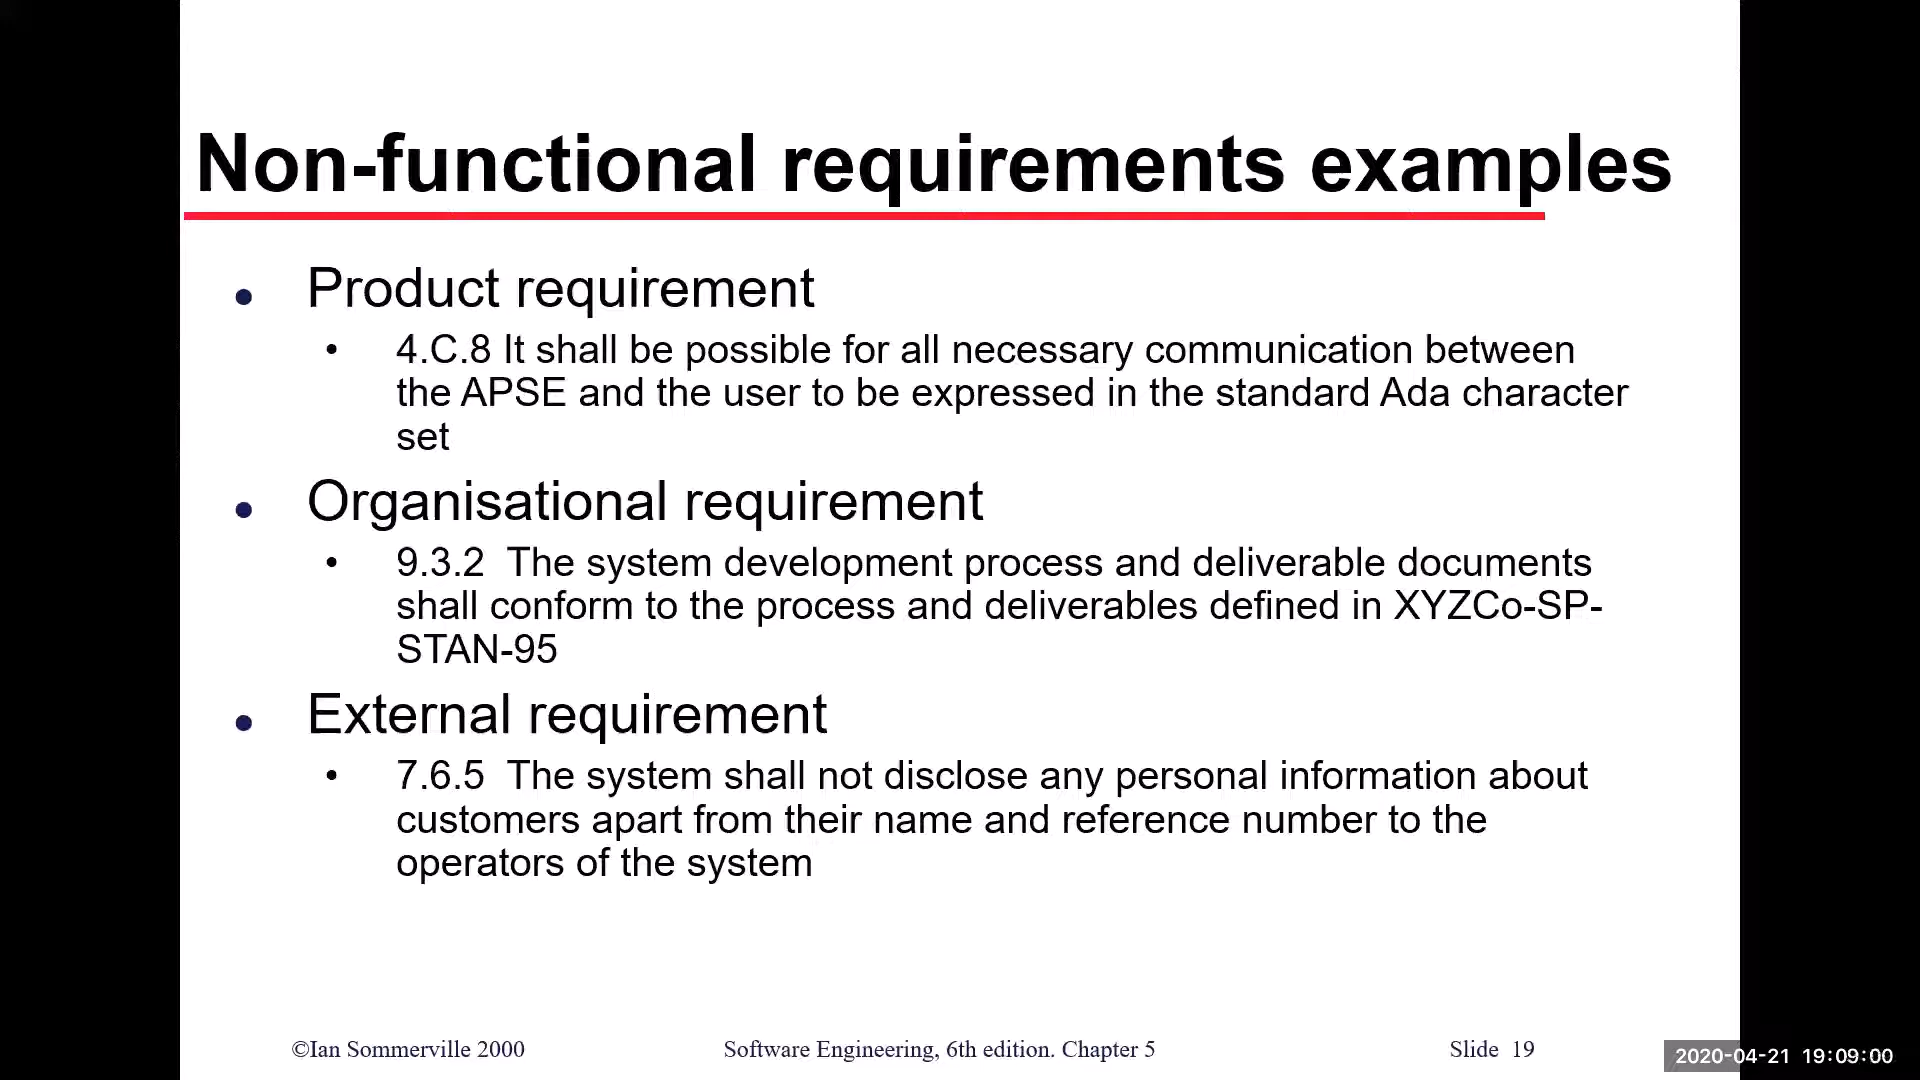 Non-functional requirements examples
● Product requirement
• 4.C.8 It shall be possible for all necessary communication between
the APSE and the user to be expressed in the standard Ada character
set
● Organisational requirement
• 9.3.2 The system development process and deliverable documents
shall conform to the process and deliverables defined in XYZCo-SP-
STAN-95
● External requirement
• 7.6.5 The system shall not disclose any personal information about
customers apart from their name and reference number to the
operators of the system
©Ian Sommerville 2000 Software Engineering, 6th edition. Chapter 5 Slide 19
2020-04-21 19:09:00